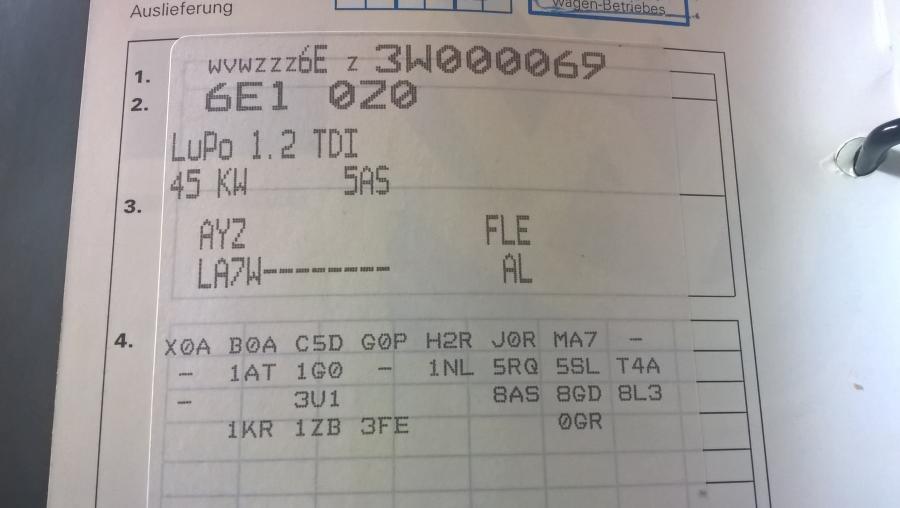 Auslieferung
Wagen-Betriebes
1. WVWZZZ6E Z 3W000069
2. 6E1 0Z0
LuPo 1.2 TDI
45 KW 5AS
3.
AYZ FLE
LA7W-------- AL
4. X0A B0A C5D G0P H2R J0R MA7 -
- 1AT 1G0 - 1NL 5RQ 5SL T4A
- 3U1 8AS 8GD 8L3
1KR 1ZB 3FE 0GR